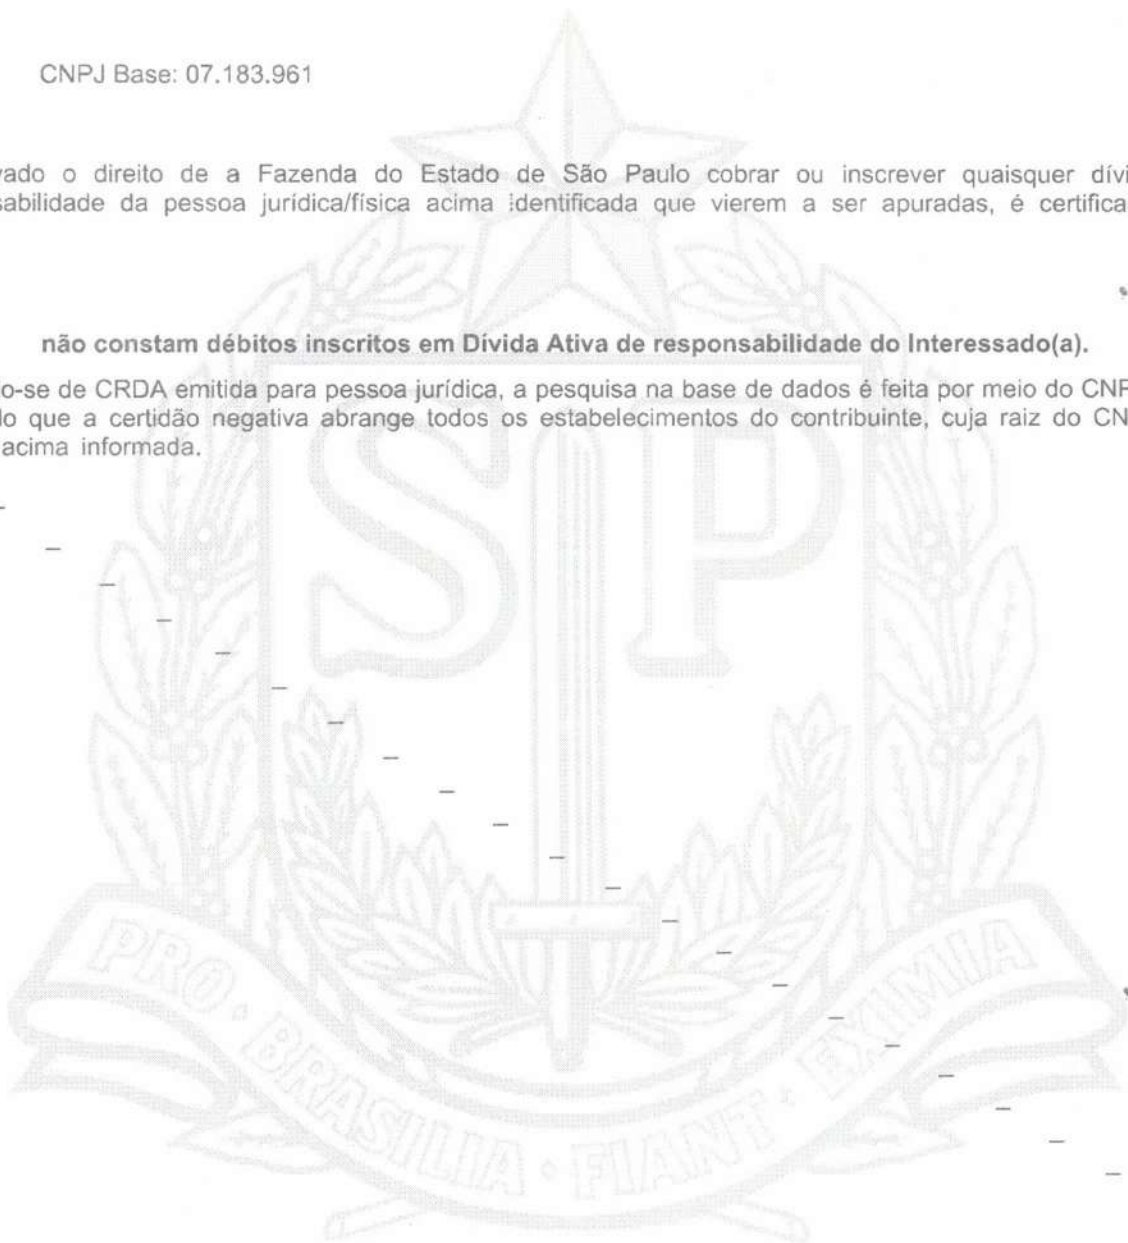 CNPJ Base: 07.183.961
vado o direito de a Fazenda do Estado de São Paulo cobrar ou inscrever quaisquer dívi
sabilidade da pessoa jurídica/física acima identificada que vierem a ser apuradas, é certifica
não constam débitos inscritos em Dívida Ativa de responsabilidade do Interessado(a).
o-se de CRDA emitida para pessoa jurídica, a pesquisa na base de dados é feita por meio do CNP
do que a certidão negativa abrange todos os estabelecimentos do contribuinte, cuja raiz do CN
acima informada.
SP
PRO · BRASILIA · FIANT · EXIMIA